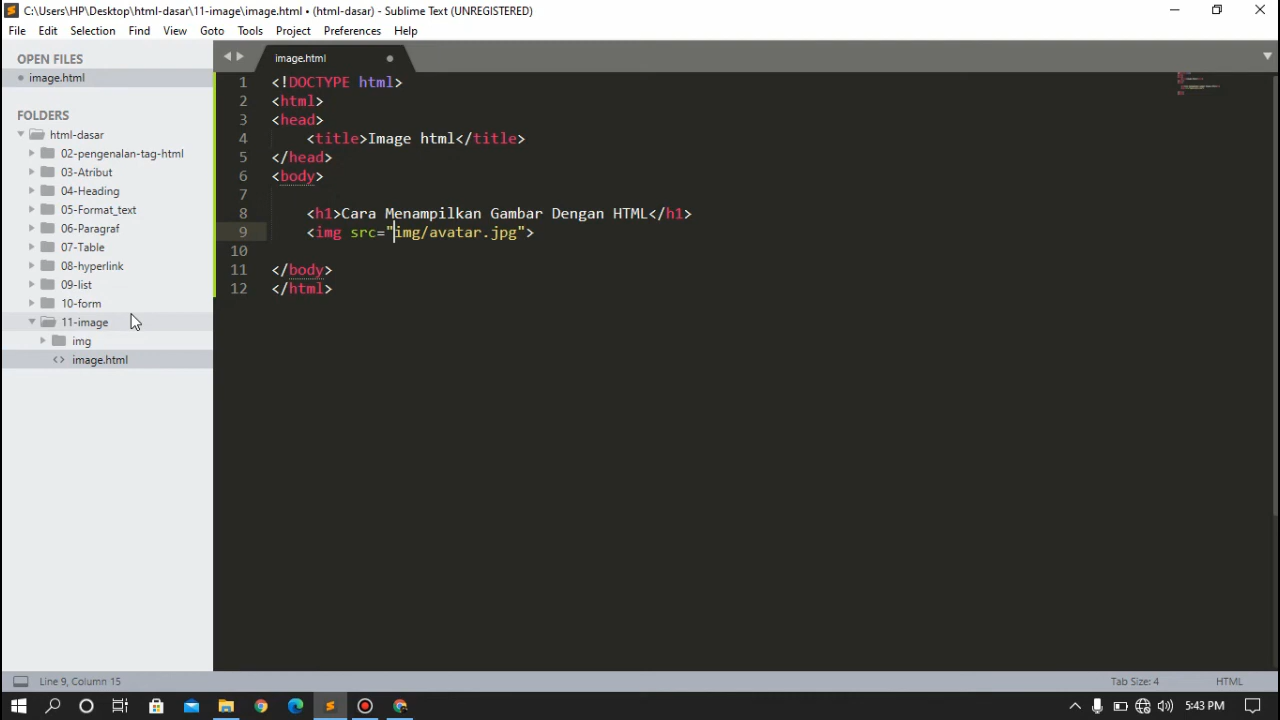 C:\Users\HP\Desktop\html-dasar\11-image\image.html • (html-dasar) - Sublime Text (UNREGISTERED)
File Edit Selection Find View Goto Tools Project Preferences Help
OPEN FILES
image.html
FOLDERS
html-dasar
02-pengenalan-tag-html
03-Atribut
04-Heading
05-Format_text
06-Paragraf
07-Table
08-hyperlink
09-list
10-form
11-image
img
<> image.html
image.html
1 <!DOCTYPE html>
2 <html>
3 <head>
4 <title>Image html</title>
5 </head>
6 <body>
7
8 <h1>Cara Menampilkan Gambar Dengan HTML</h1>
9 <img src="img/avatar.jpg">
10
11 </body>
12 </html>
Line 9, Column 15
Tab Size: 4
HTML
5:43 PM